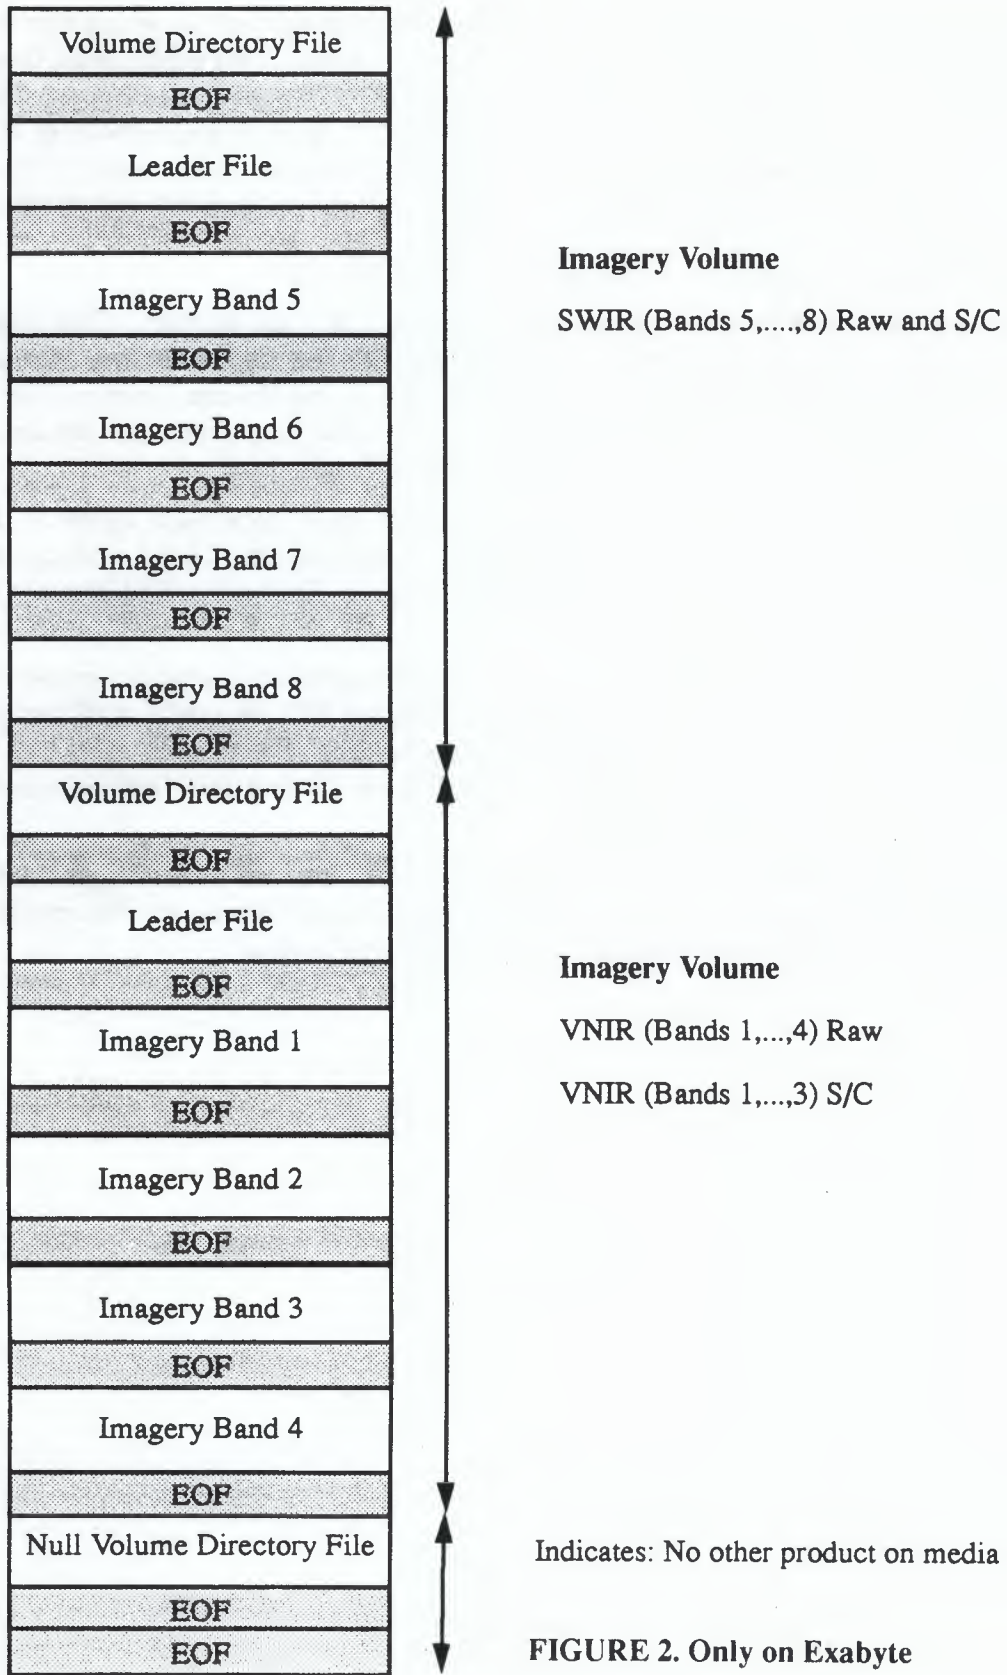 Volume Directory File
EOF
Leader File
EOF
Imagery Band 5
EOF
Imagery Band 6
EOF
Imagery Band 7
EOF
Imagery Band 8
EOF
Imagery Volume
SWIR (Bands 5,....,8) Raw and S/C
Volume Directory File
EOF
Leader File
EOF
Imagery Band 1
EOF
Imagery Band 2
EOF
Imagery Band 3
EOF
Imagery Band 4
EOF
Imagery Volume
VNIR (Bands 1,...,4) Raw
VNIR (Bands 1,...,3) S/C
Null Volume Directory File
EOF
EOF
Indicates: No other product on media
FIGURE 2. Only on Exabyte